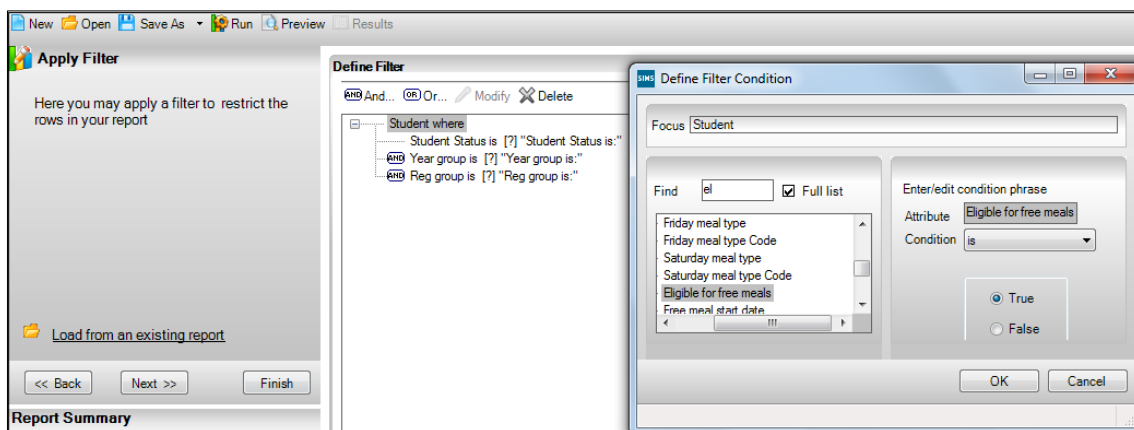 New Open Save As Run Preview Results
Apply Filter
Here you may apply a filter to restrict the
rows in your report
Load from an existing report
<< Back Next >> Finish
Report Summary
Define Filter
AND And... OR Or... Modify Delete
Student where
Student Status is [?] "Student Status is:"
AND Year group is [?] "Year group is:"
AND Reg group is [?] "Reg group is:"
SIMS Define Filter Condition
Focus Student
Find el Full list
Friday meal type
Friday meal type Code
Saturday meal type
Saturday meal type Code
Eligible for free meals
Free meal start date
Enter/edit condition phrase
Attribute Eligible for free meals
Condition is
True
False
OK Cancel